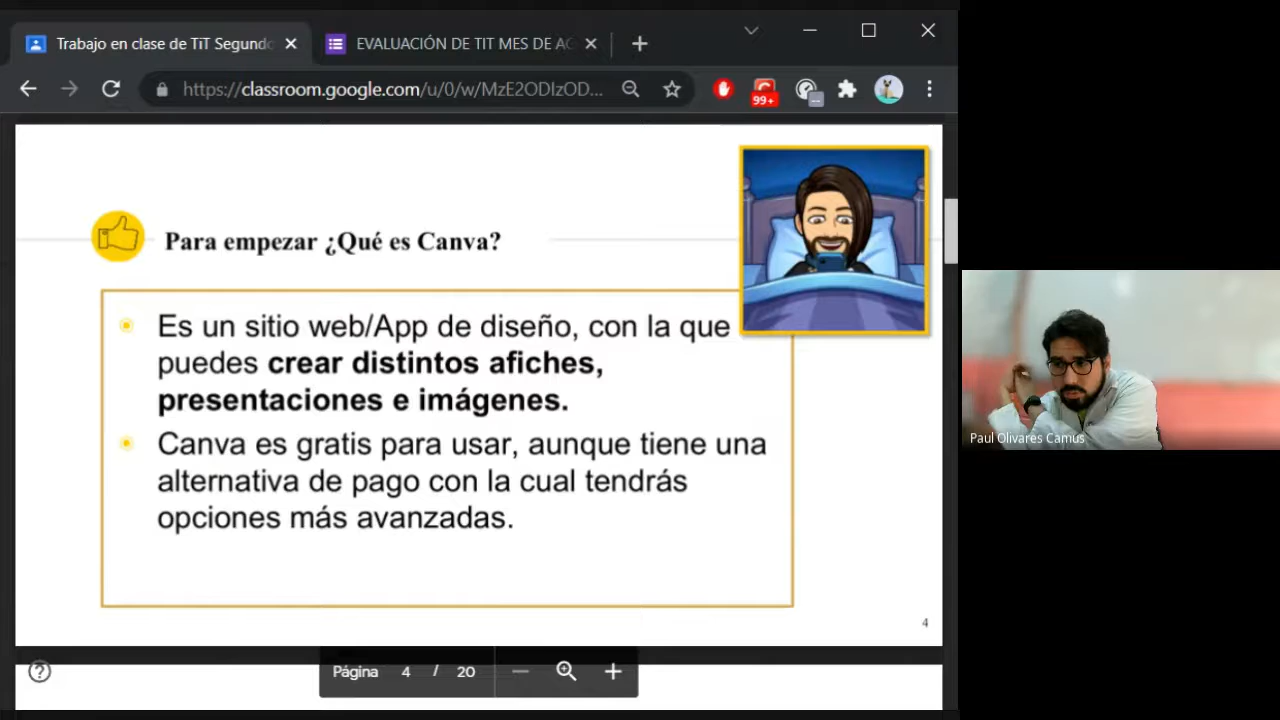 Trabajo en clase de TiT Segundo
EVALUACIÓN DE TIT MES DE AG
https://classroom.google.com/u/0/w/MzE2ODIzOD...
99+
Para empezar ¿Qué es Canva?
Es un sitio web/App de diseño, con la que
puedes crear distintos afiches,
presentaciones e imágenes.
Canva es gratis para usar, aunque tiene una
alternativa de pago con la cual tendrás
opciones más avanzadas.
4
Página 4 / 20
Paul Olivares Camus